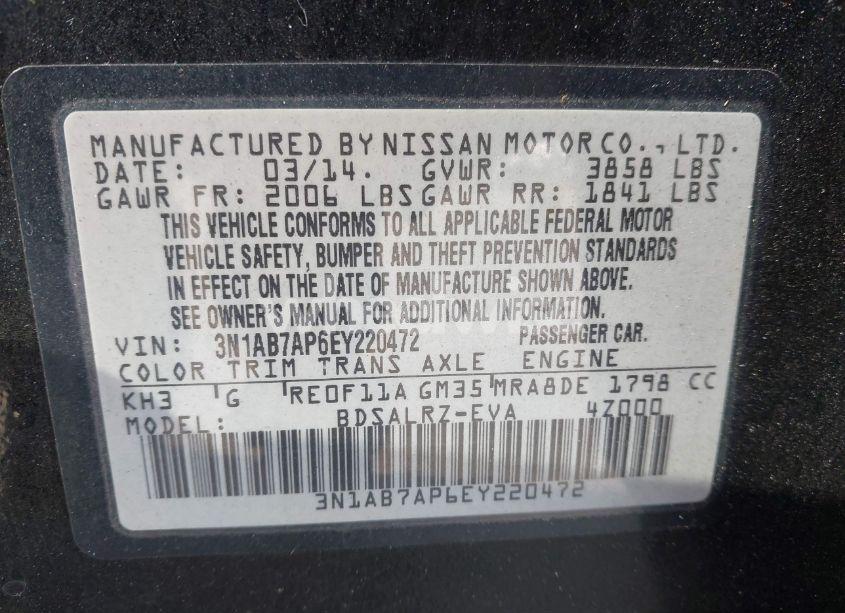 MANUFACTURED BY NISSAN MOTOR CO., LTD.
DATE: 03/14. GVWR: 3858 LBS
GAWR FR: 2006 LBS GAWR RR: 1841 LBS
THIS VEHICLE CONFORMS TO ALL APPLICABLE FEDERAL MOTOR
VEHICLE SAFETY, BUMPER AND THEFT PREVENTION STANDARDS
IN EFFECT ON THE DATE OF MANUFACTURE SHOWN ABOVE.
SEE OWNER'S MANUAL FOR ADDITIONAL INFORMATION.
VIN: 3N1AB7AP6EY220472 PASSENGER CAR.
COLOR TRIM TRANS AXLE ENGINE
KH3 G RE0F11A GM35 MRA8DE 1798 CC
MODEL: BDSALRZ-EVA 4Z000
3N1AB7AP6EY220472